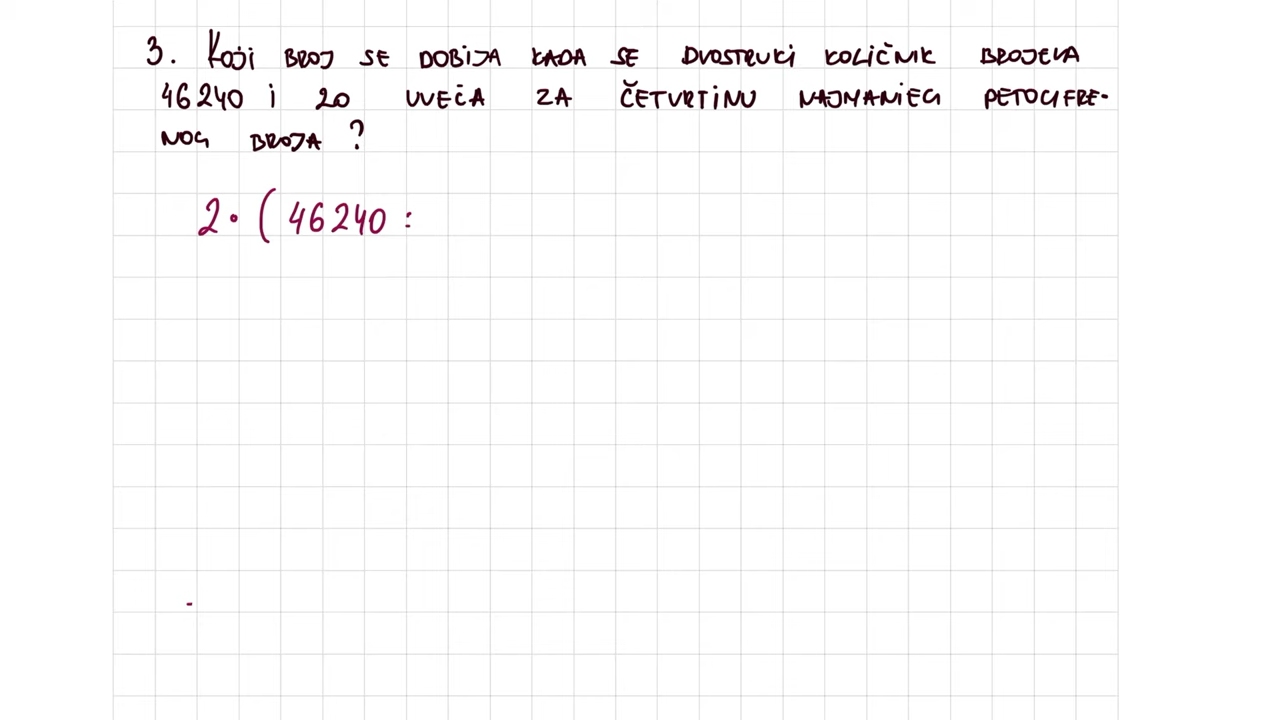 3. Koji BROJ SE DOBIJA KADA SE DVOSTRUKI KOLIČNIK BROJEVA
46240 i 20 UVEĆA ZA ČETVRTINU NAJMANJEG PETOCIFRE-
NOG BROJA ?
2 · ( 46240 :